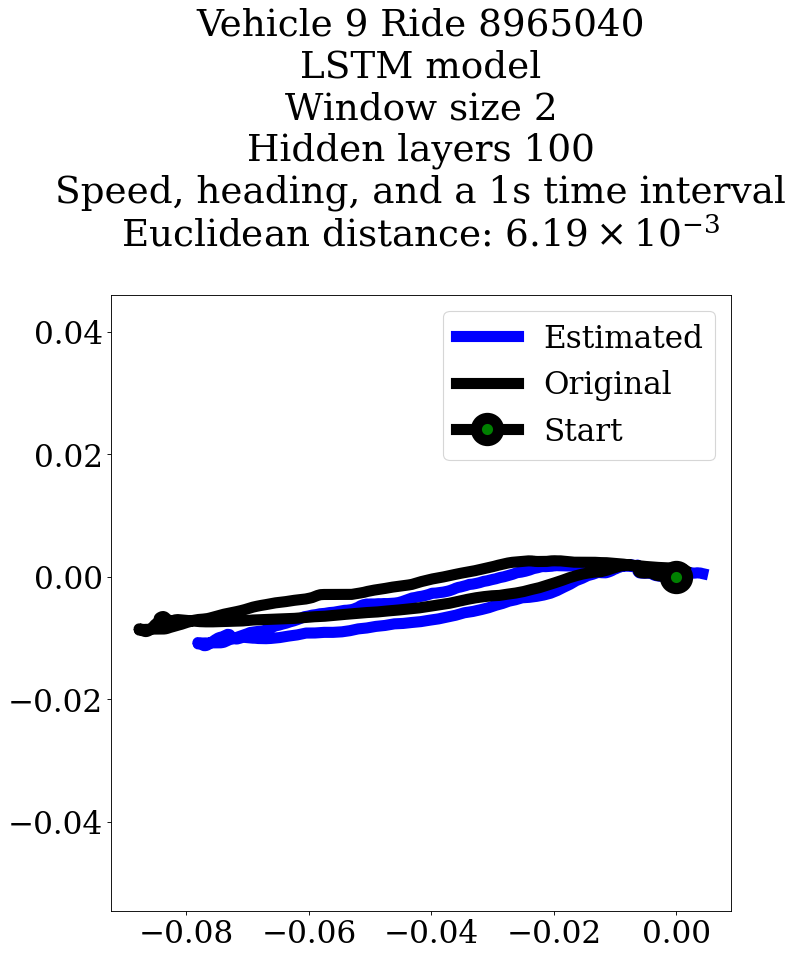 Vehicle 9 Ride 8965040
LSTM model
Window size 2
Hidden layers 100
Speed, heading, and a 1s time interval
Euclidean distance: 6.19 × 10⁻³
Estimated
Original
Start
0.04
0.02
0.00
−0.02
−0.04
−0.08 −0.06 −0.04 −0.02 0.00